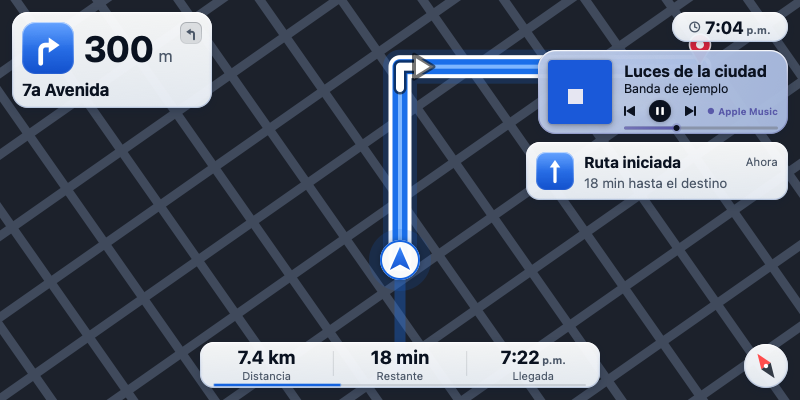 300 m
7a Avenida
7:04 p.m.
Luces de la ciudad
Banda de ejemplo
Apple Music
Ruta iniciada
Ahora
18 min hasta el destino
7.4 km
Distancia
18 min
Restante
7:22 p.m.
Llegada